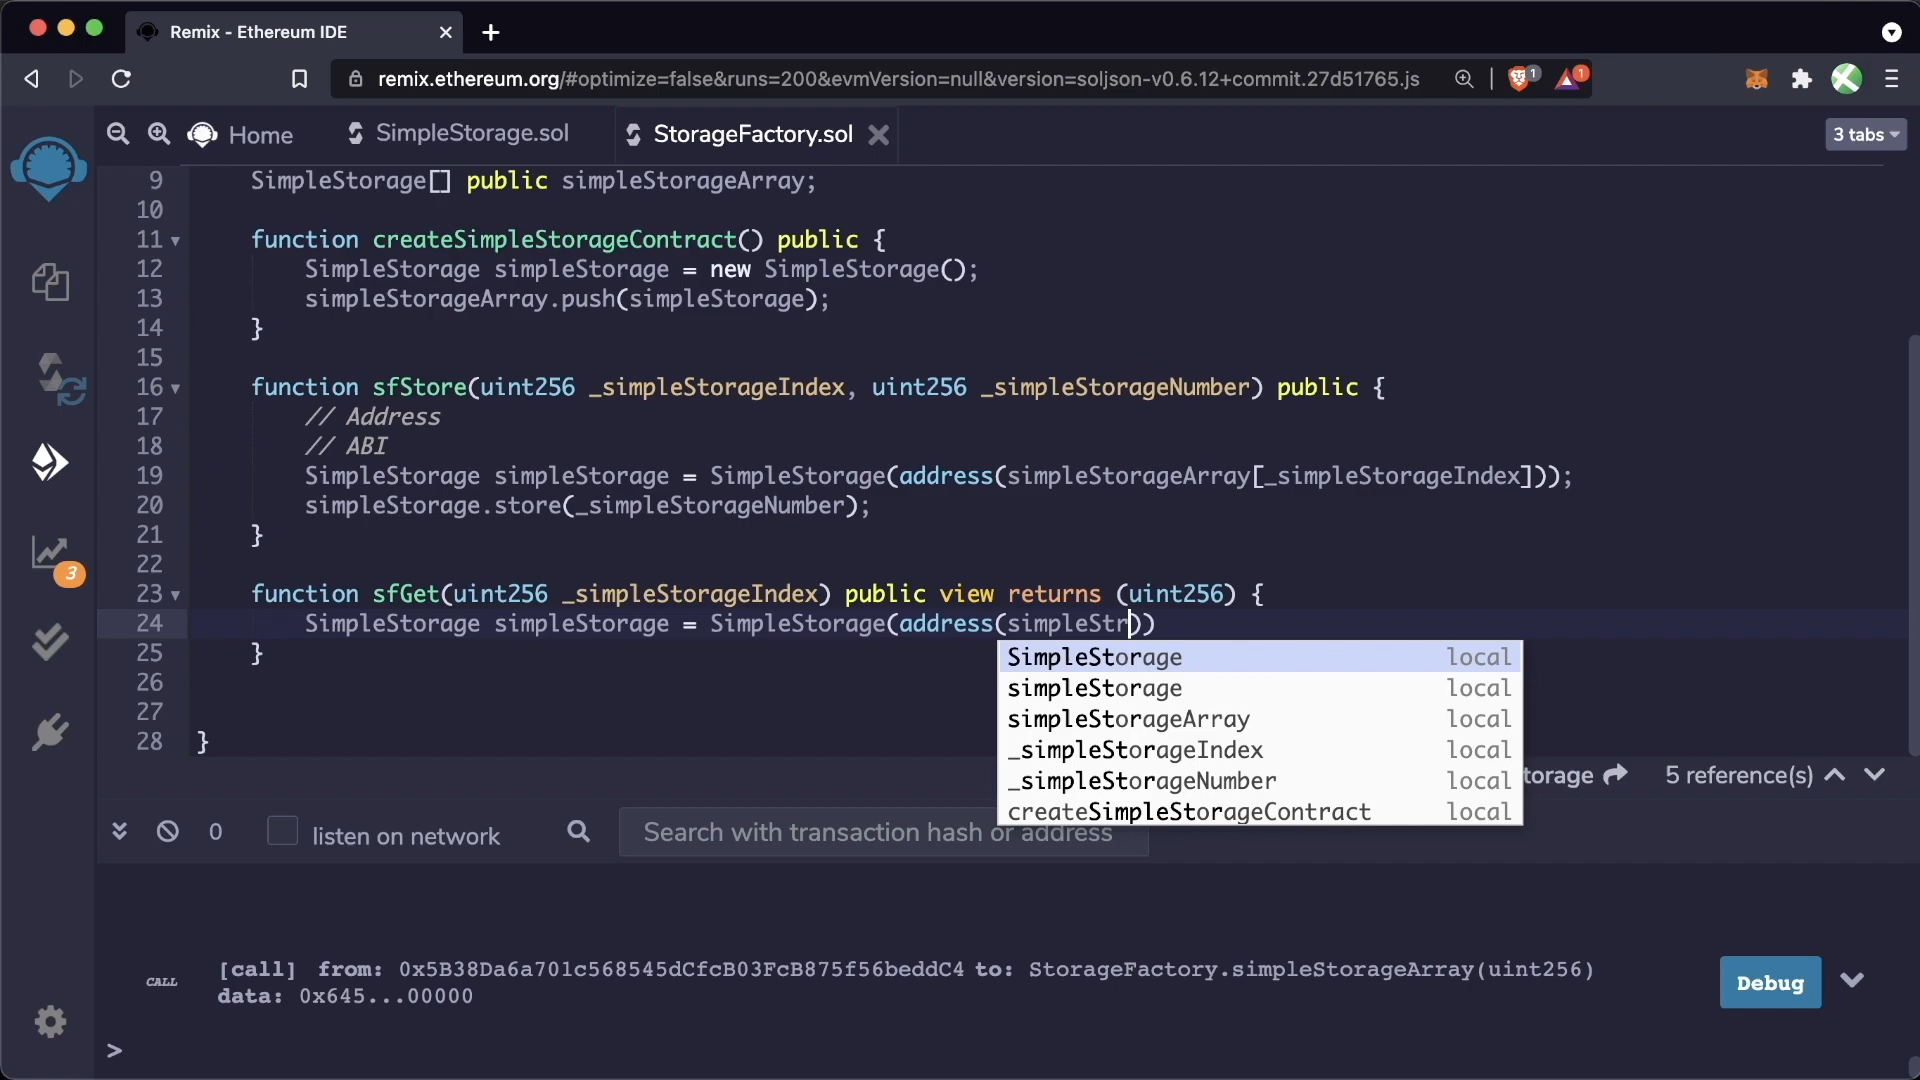 Remix - Ethereum IDE
remix.ethereum.org/#optimize=false&runs=200&evmVersion=null&version=soljson-v0.6.12+commit.27d51765.js
1
1
Home
SimpleStorage.sol
StorageFactory.sol
3 tabs
9 SimpleStorage[] public simpleStorageArray;
10
11 function createSimpleStorageContract() public {
12 SimpleStorage simpleStorage = new SimpleStorage();
13 simpleStorageArray.push(simpleStorage);
14 }
15
16 function sfStore(uint256 _simpleStorageIndex, uint256 _simpleStorageNumber) public {
17 // Address
18 // ABI
19 SimpleStorage simpleStorage = SimpleStorage(address(simpleStorageArray[_simpleStorageIndex]));
20 simpleStorage.store(_simpleStorageNumber);
21 }
22
23 function sfGet(uint256 _simpleStorageIndex) public view returns (uint256) {
24 SimpleStorage simpleStorage = SimpleStorage(address(simpleStr))
25 }
26
27
28 }
SimpleStorage local
simpleStorage local
simpleStorageArray local
_simpleStorageIndex local
_simpleStorageNumber local
createSimpleStorageContract local
3
torage
5 reference(s)
0
listen on network
Search with transaction hash or address
CALL
[call] from: 0x5B38Da6a701c568545dCfcB03FcB875f56beddC4 to: StorageFactory.simpleStorageArray(uint256)
data: 0x645...00000
Debug
>